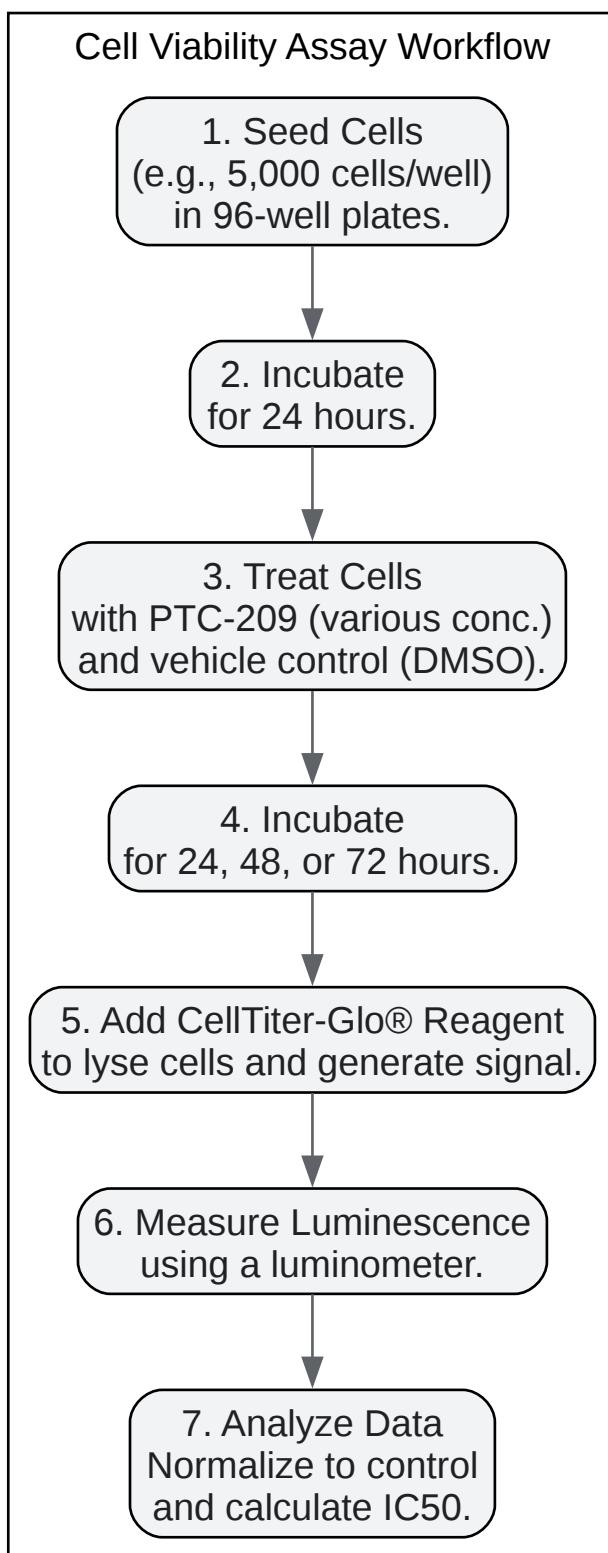 Cell Viability Assay Workflow
1. Seed Cells
(e.g., 5,000 cells/well)
in 96-well plates.
2. Incubate
for 24 hours.
3. Treat Cells
with PTC-209 (various conc.)
and vehicle control (DMSO).
4. Incubate
for 24, 48, or 72 hours.
5. Add CellTiter-Glo® Reagent
to lyse cells and generate signal.
6. Measure Luminescence
using a luminometer.
7. Analyze Data
Normalize to control
and calculate IC50.